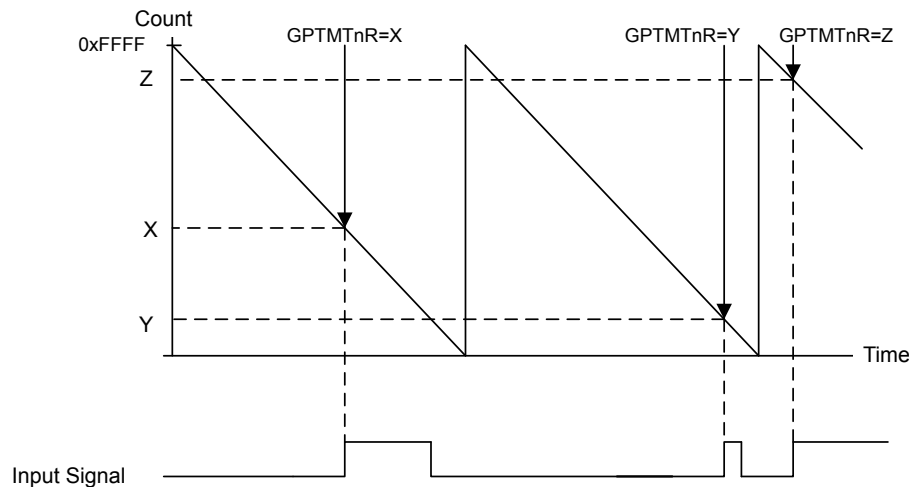 Count
0xFFFF
GPTMTnR=X
GPTMTnR=Y
GPTMTnR=Z
Z
X
Y
Time
Input Signal